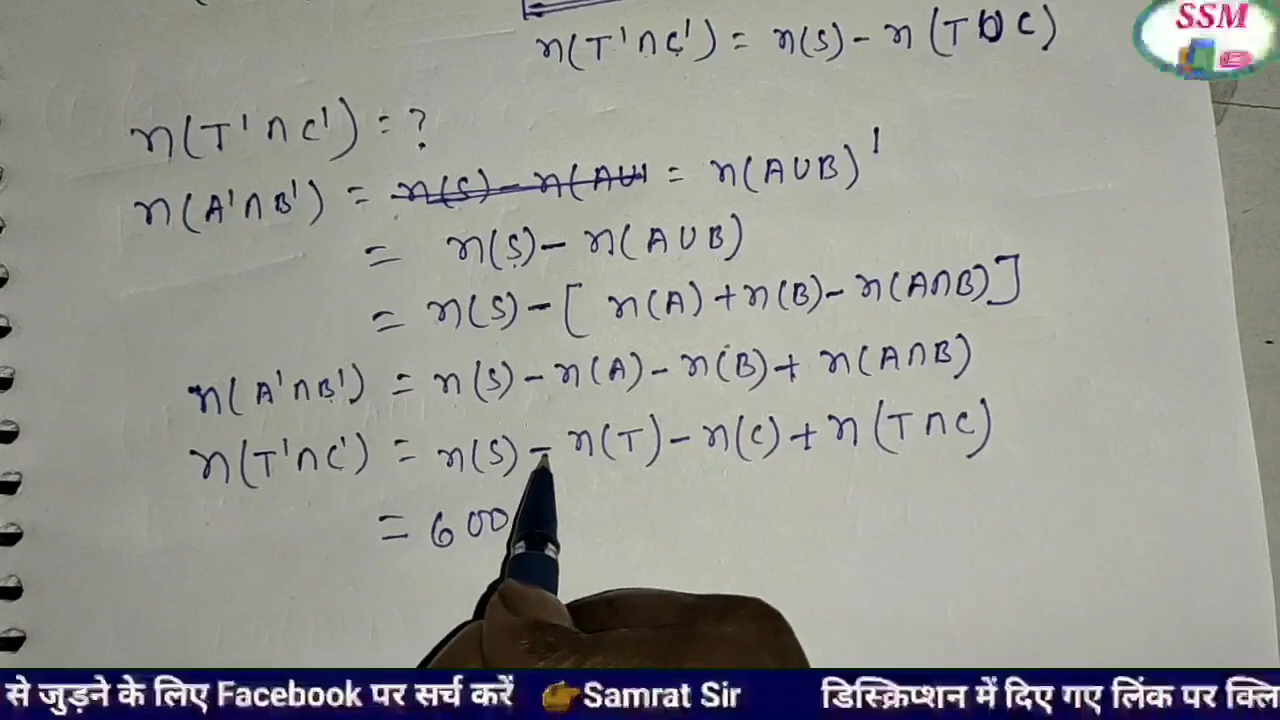 SSM
n(T'∩C') = n(S) - n(T∪C)
n(T'∩C') = ?
n(A'∩B') = n(S) - n(A∪ = n(A∪B)'
= n(S) - n(A∪B)
= n(S) - [n(A) + n(B) - n(A∩B)]
n(A'∩B') = n(S) - n(A) - n(B) + n(A∩B)
n(T'∩C') = n(S) - n(T) - n(C) + n(T∩C)
= 600
से जुड़ने के लिए Facebook पर सर्च करें 👉Samrat Sir डिस्क्रिप्शन में दिए गए लिंक पर क्लि